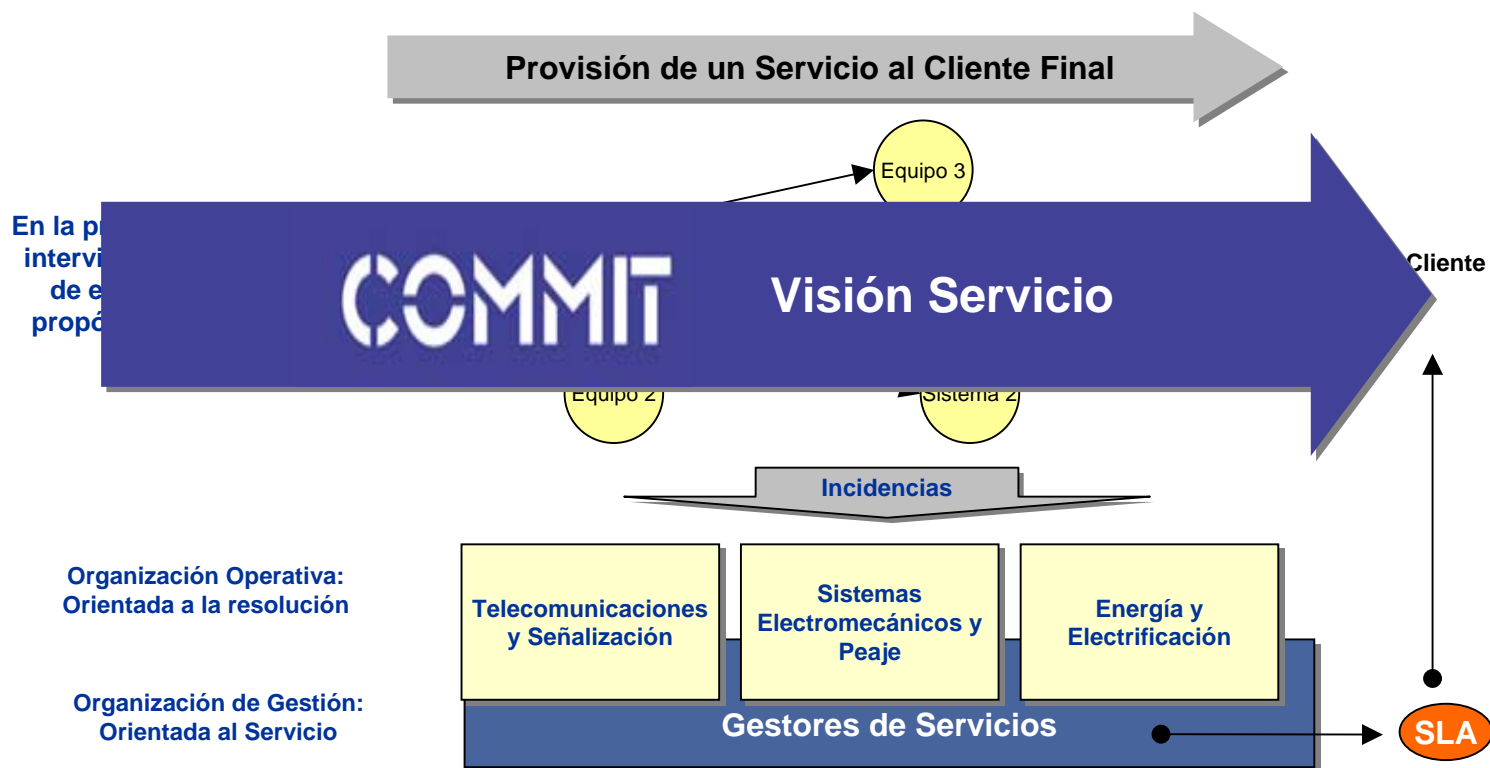 Provisión de un Servicio al Cliente Final
Equipo 3
En la pr
intervi
de e
propó
COMMIT
Visión Servicio
Cliente
Equipo 2
Sistema 2
Incidencias
Organización Operativa:
Orientada a la resolución
Telecomunicaciones
y Señalización
Sistemas
Electromecánicos y
Peaje
Energía y
Electrificación
Organización de Gestión:
Orientada al Servicio
Gestores de Servicios
SLA